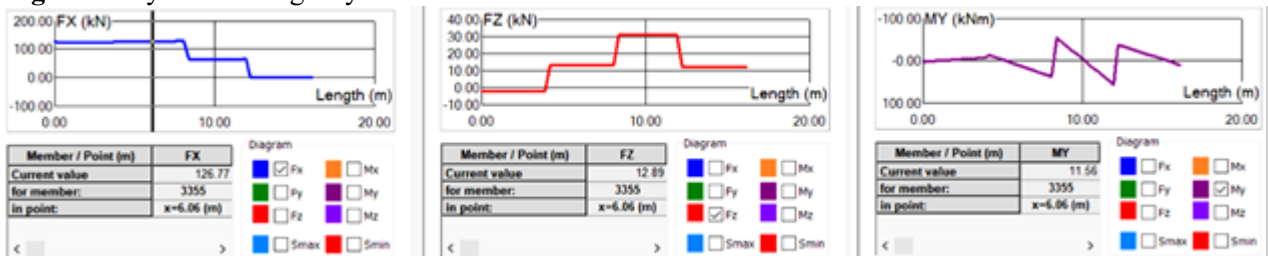 200.00 FX (kN)
100.00
0.00
-100.00
Length (m)
0.00 10.00 20.00
Member / Point (m) FX
Current value 126.77
for member: 3355
in point: x=6.06 (m)
Diagram
Fx Mx
Fy My
Fz Mz
Smax Smin
< >
40.00 FZ (kN)
30.00
20.00
10.00
0.00
-10.00
Length (m)
0.00 10.00 20.00
Member / Point (m) FZ
Current value 12.89
for member: 3355
in point: x=6.06 (m)
Diagram
Fx Mx
Fy My
Fz Mz
Smax Smin
< >
-100.00 MY (kNm)
-0.00
100.00
Length (m)
0.00 10.00 20.00
Member / Point (m) MY
Current value 11.56
for member: 3355
in point: x=6.06 (m)
Diagram
Fx Mx
Fy My
Fz Mz
Smax Smin
< >